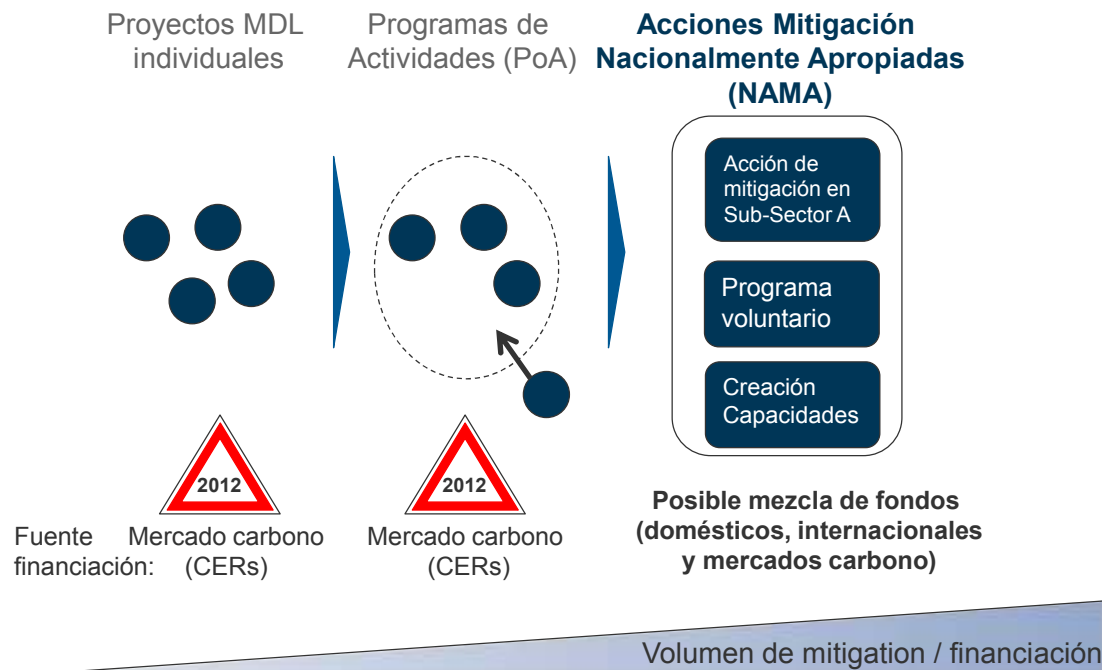 Proyectos MDL
individuales
Programas de
Actividades (PoA)
Acciones Mitigación
Nacionalmente Apropiadas
(NAMA)
Acción de
mitigación en
Sub-Sector A
Programa
voluntario
Creación
Capacidades
2012
2012
Fuente
financiación:
Mercado carbono
(CERs)
Mercado carbono
(CERs)
Posible mezcla de fondos
(domésticos, internacionales
y mercados carbono)
Volumen de mitigation / financiación